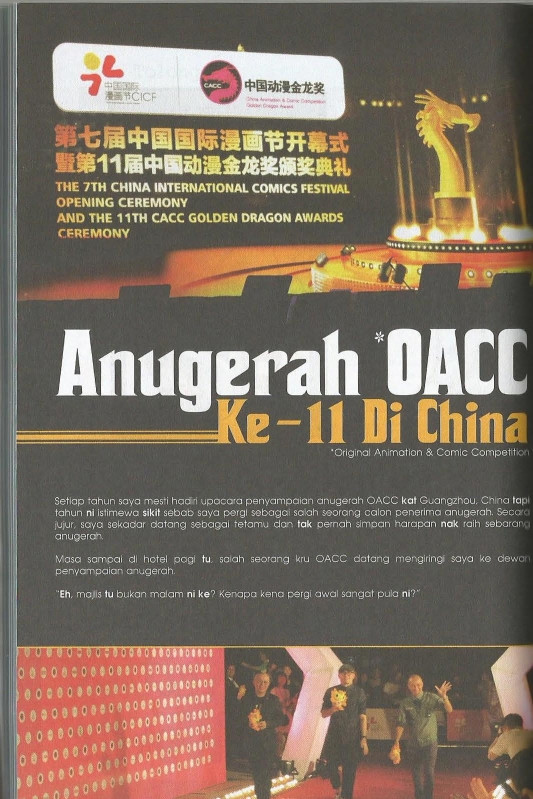 中国国际
漫画节CICF
CACC
中国动漫金龙奖
China Animation & Comic Competition
Golden Dragon Award
第七届中国国际漫画节开幕式
暨第11届中国动漫金龙奖颁奖典礼
THE 7TH CHINA INTERNATIONAL COMICS FESTIVAL
OPENING CEREMONY
AND THE 11TH CACC GOLDEN DRAGON AWARDS
CEREMONY
Anugerah *OACC
Ke-11 Di China
*Original Animation & Comic Competition
Setiap tahun saya mesti hadiri upacara penyampaian anugerah OACC kat Guangzhou, China tapi
tahun ni istimewa sikit sebab saya pergi sebagai salah seorang calon penerima anugerah. Secara
jujur, saya sekadar datang sebagai tetamu dan tak pernah simpan harapan nak raih sebarang
anugerah.
Masa sampai di hotel pagi tu, salah seorang kru OACC datang mengiringi saya ke dewan
penyampaian anugerah.
"Eh, majlis tu bukan malam ni ke? Kenapa kena pergi awal sangat pula ni?"